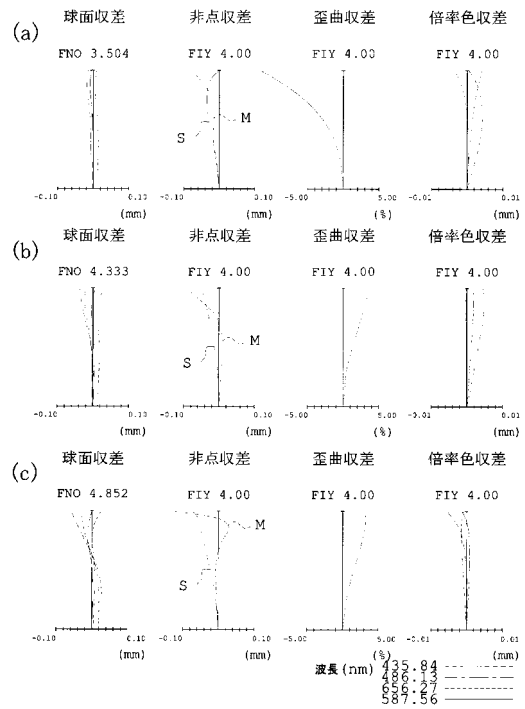 (a)
球面収差 非点収差 歪曲収差 倍率色収差
FNO 3.504 FIY 4.00 FIY 4.00 FIY 4.00
S M
-0.10 0.10 -0.10 0.10 -5.00 5.00 -0.01 0.01
(mm) (mm) (%) (mm)
(b)
球面収差 非点収差 歪曲収差 倍率色収差
FNO 4.333 FIY 4.00 FIY 4.00 FIY 4.00
S M
-0.10 0.10 -0.10 0.10 -5.00 5.00 -0.01 0.01
(mm) (mm) (%) (mm)
(c)
球面収差 非点収差 歪曲収差 倍率色収差
FNO 4.852 FIY 4.00 FIY 4.00 FIY 4.00
M
S
-0.10 0.10 -0.10 0.10 -5.00 5.00 -0.01 0.01
(mm) (mm) (%) (mm)
波長(nm) 435.84
486.13
656.27
587.56